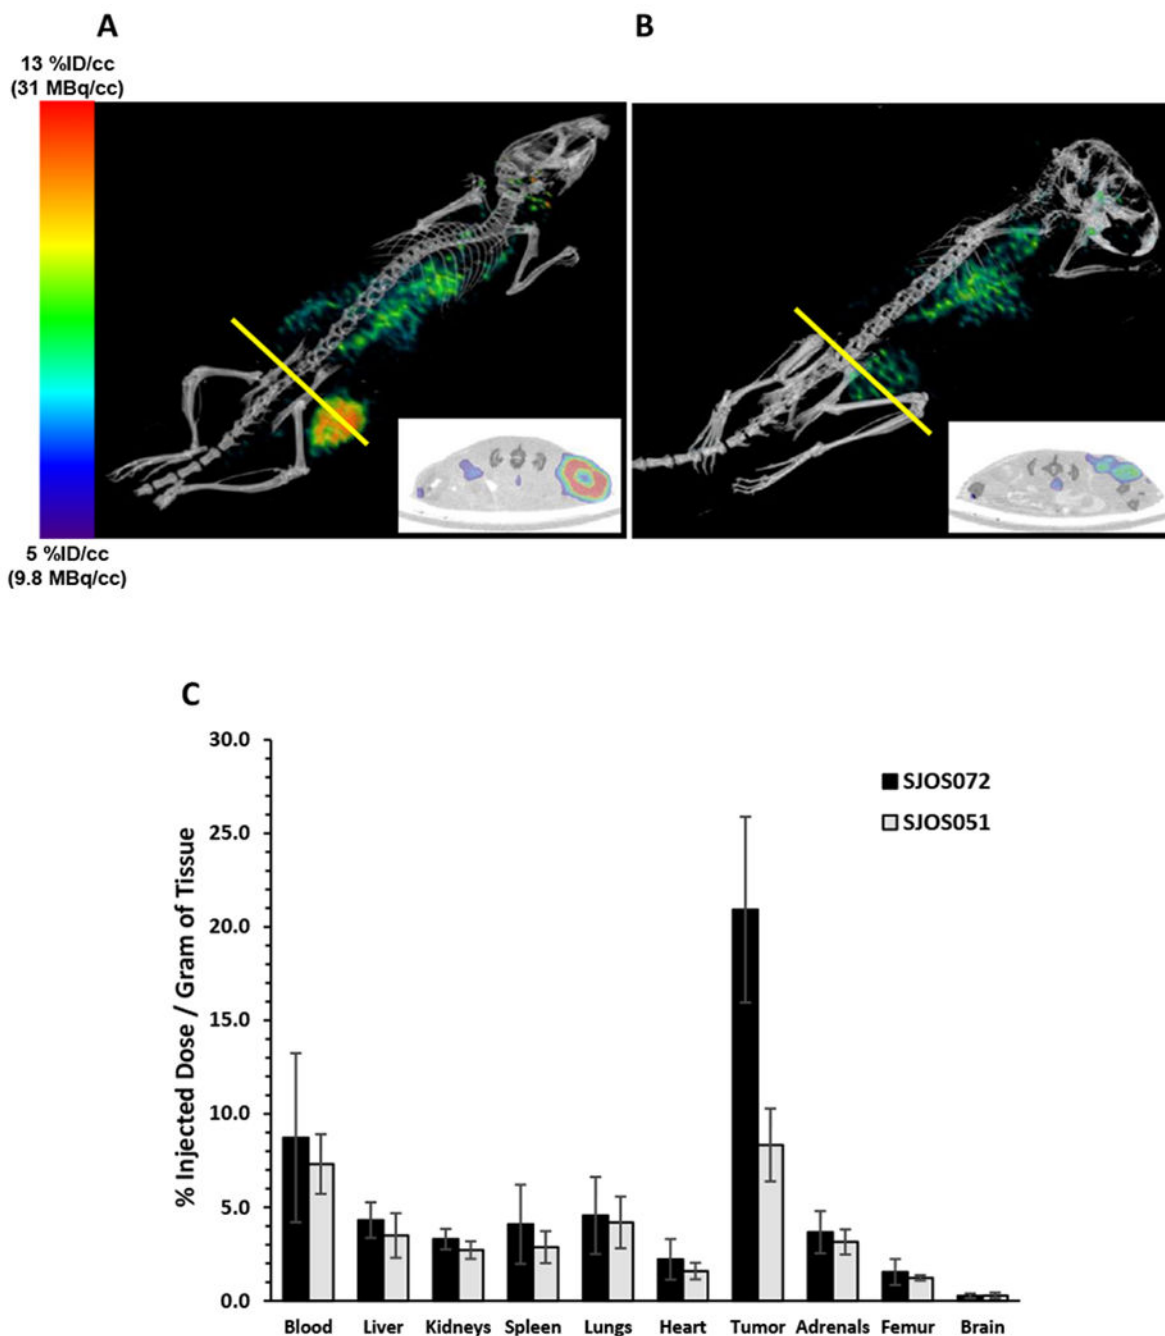 A
B
13 %ID/cc
(31 MBq/cc)
5 %ID/cc
(9.8 MBq/cc)
C
30.0
25.0
20.0
15.0
10.0
5.0
0.0
% Injected Dose / Gram of Tissue
SJOS072
SJOS051
Blood Liver Kidneys Spleen Lungs Heart Tumor Adrenals Femur Brain